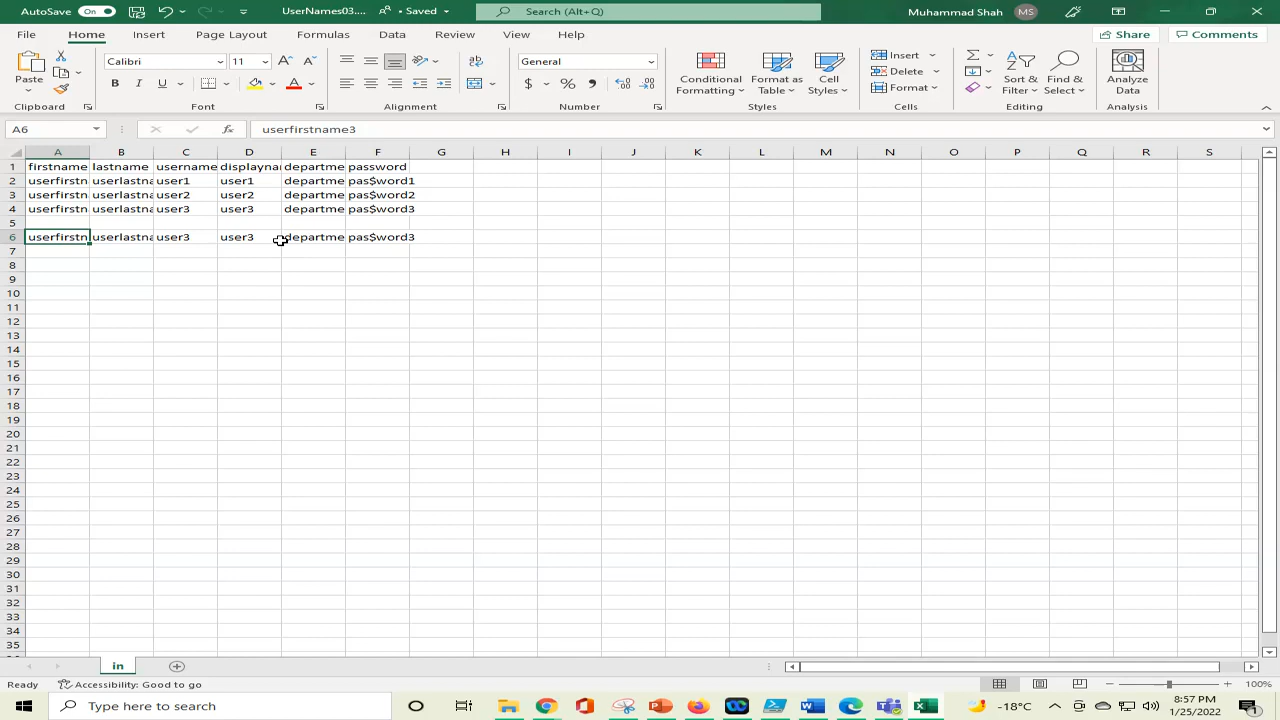 AutoSave On UserNames03.... • Saved Search (Alt+Q) Muhammad Shah MS
File Home Insert Page Layout Formulas Data Review View Help Share Comments
Paste Calibri 11 General Conditional Formatting Format as Table Cell Styles Insert Delete Format Sort & Filter Find & Select Analyze Data
Clipboard Font Alignment Number Styles Cells Editing Analysis
A6 fx userfirstname3
A B C D E F G H I J K L M N O P Q R S
1 firstname lastname username displaynar departme password
2 userfirstn userlastna user1 user1 departme pas$word1
3 userfirstn userlastna user2 user2 departme pas$word2
4 userfirstn userlastna user3 user3 departme pas$word3
5
6 userfirstn userlastna user3 user3 departme pas$word3
7
8
9
10
11
12
13
14
15
16
17
18
19
20
21
22
23
24
25
26
27
28
29
30
31
32
33
34
35
in
Ready Accessibility: Good to go 100%
Type here to search -18°C 8:57 PM
1/25/2022